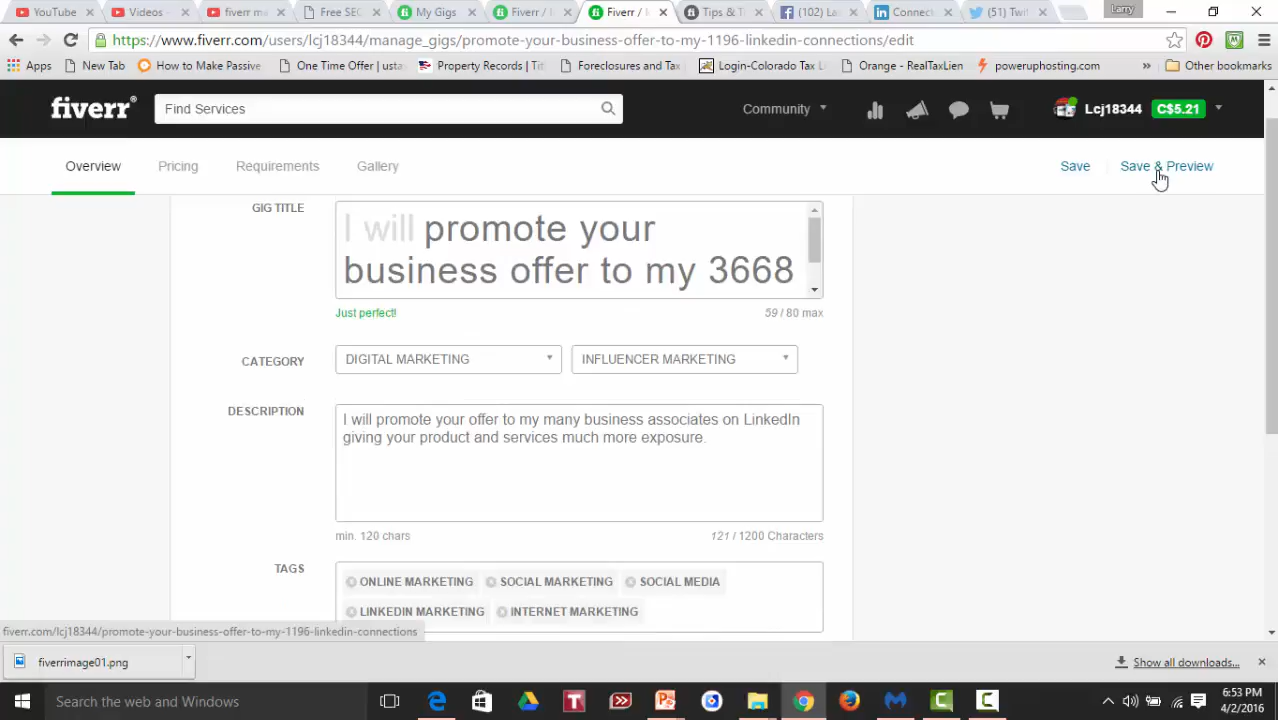 YouTube
Videos -
fiverr m
Free SEC
My Gigs
Fiverr /
Fiverr /
Tips & T
(102) La
Connect
(51) Twi
Larry
https://www.fiverr.com/users/lcj18344/manage_gigs/promote-your-business-offer-to-my-1196-linkedin-connections/edit
Apps
New Tab
How to Make Passive
One Time Offer | usta
Property Records | Tit
Foreclosures and Tax
Login-Colorado Tax L
Orange - RealTaxLien
poweruphosting.com
»
Other bookmarks
fiverr®
Find Services
Community
Lcj18344
C$5.21
Overview
Pricing
Requirements
Gallery
Save
Save & Preview
GIG TITLE
I will promote your
business offer to my 3668
Just perfect!
59 / 80 max
CATEGORY
DIGITAL MARKETING
INFLUENCER MARKETING
DESCRIPTION
I will promote your offer to my many business associates on LinkedIn
giving your product and services much more exposure.
min. 120 chars
121 / 1200 Characters
TAGS
ONLINE MARKETING
SOCIAL MARKETING
SOCIAL MEDIA
LINKEDIN MARKETING
INTERNET MARKETING
fiverr.com/lcj18344/promote-your-business-offer-to-my-1196-linkedin-connections
fiverrimage01.png
Show all downloads...
Search the web and Windows
6:53 PM
4/2/2016